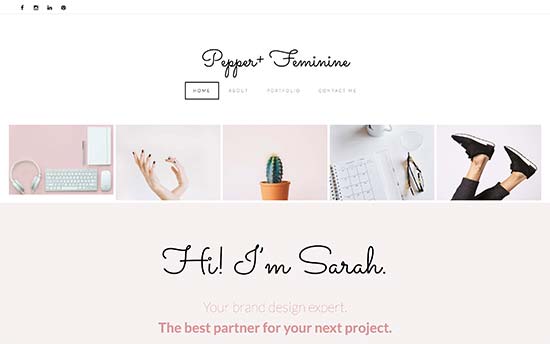 Pepper+ Feminine
HOME ABOUT PORTFOLIO CONTACT ME
Hi! I'm Sarah.
Your brand design expert.
The best partner for your next project.